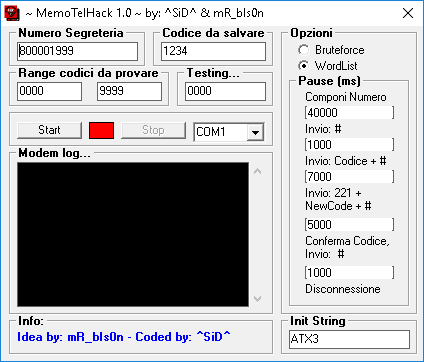 ~ MemoTelHack 1.0 ~ by: ^SiD^ & mR_bIs0n
Numero Segreteria
800001999
Codice da salvare
1234
Range codici da provare
0000
9999
Testing...
0000
Start
Stop
COM1
Modem log...
Info:
Idea by: mR_bIs0n - Coded by: ^SiD^
Opzioni
Bruteforce
WordList
Pause (ms)
Componi Numero
40000
Invio: #
1000
Invio: Codice + #
7000
Invio: 221 +
NewCode + #
5000
Conferma Codice,
Invio: #
1000
Disconnessione
Init String
ATX3